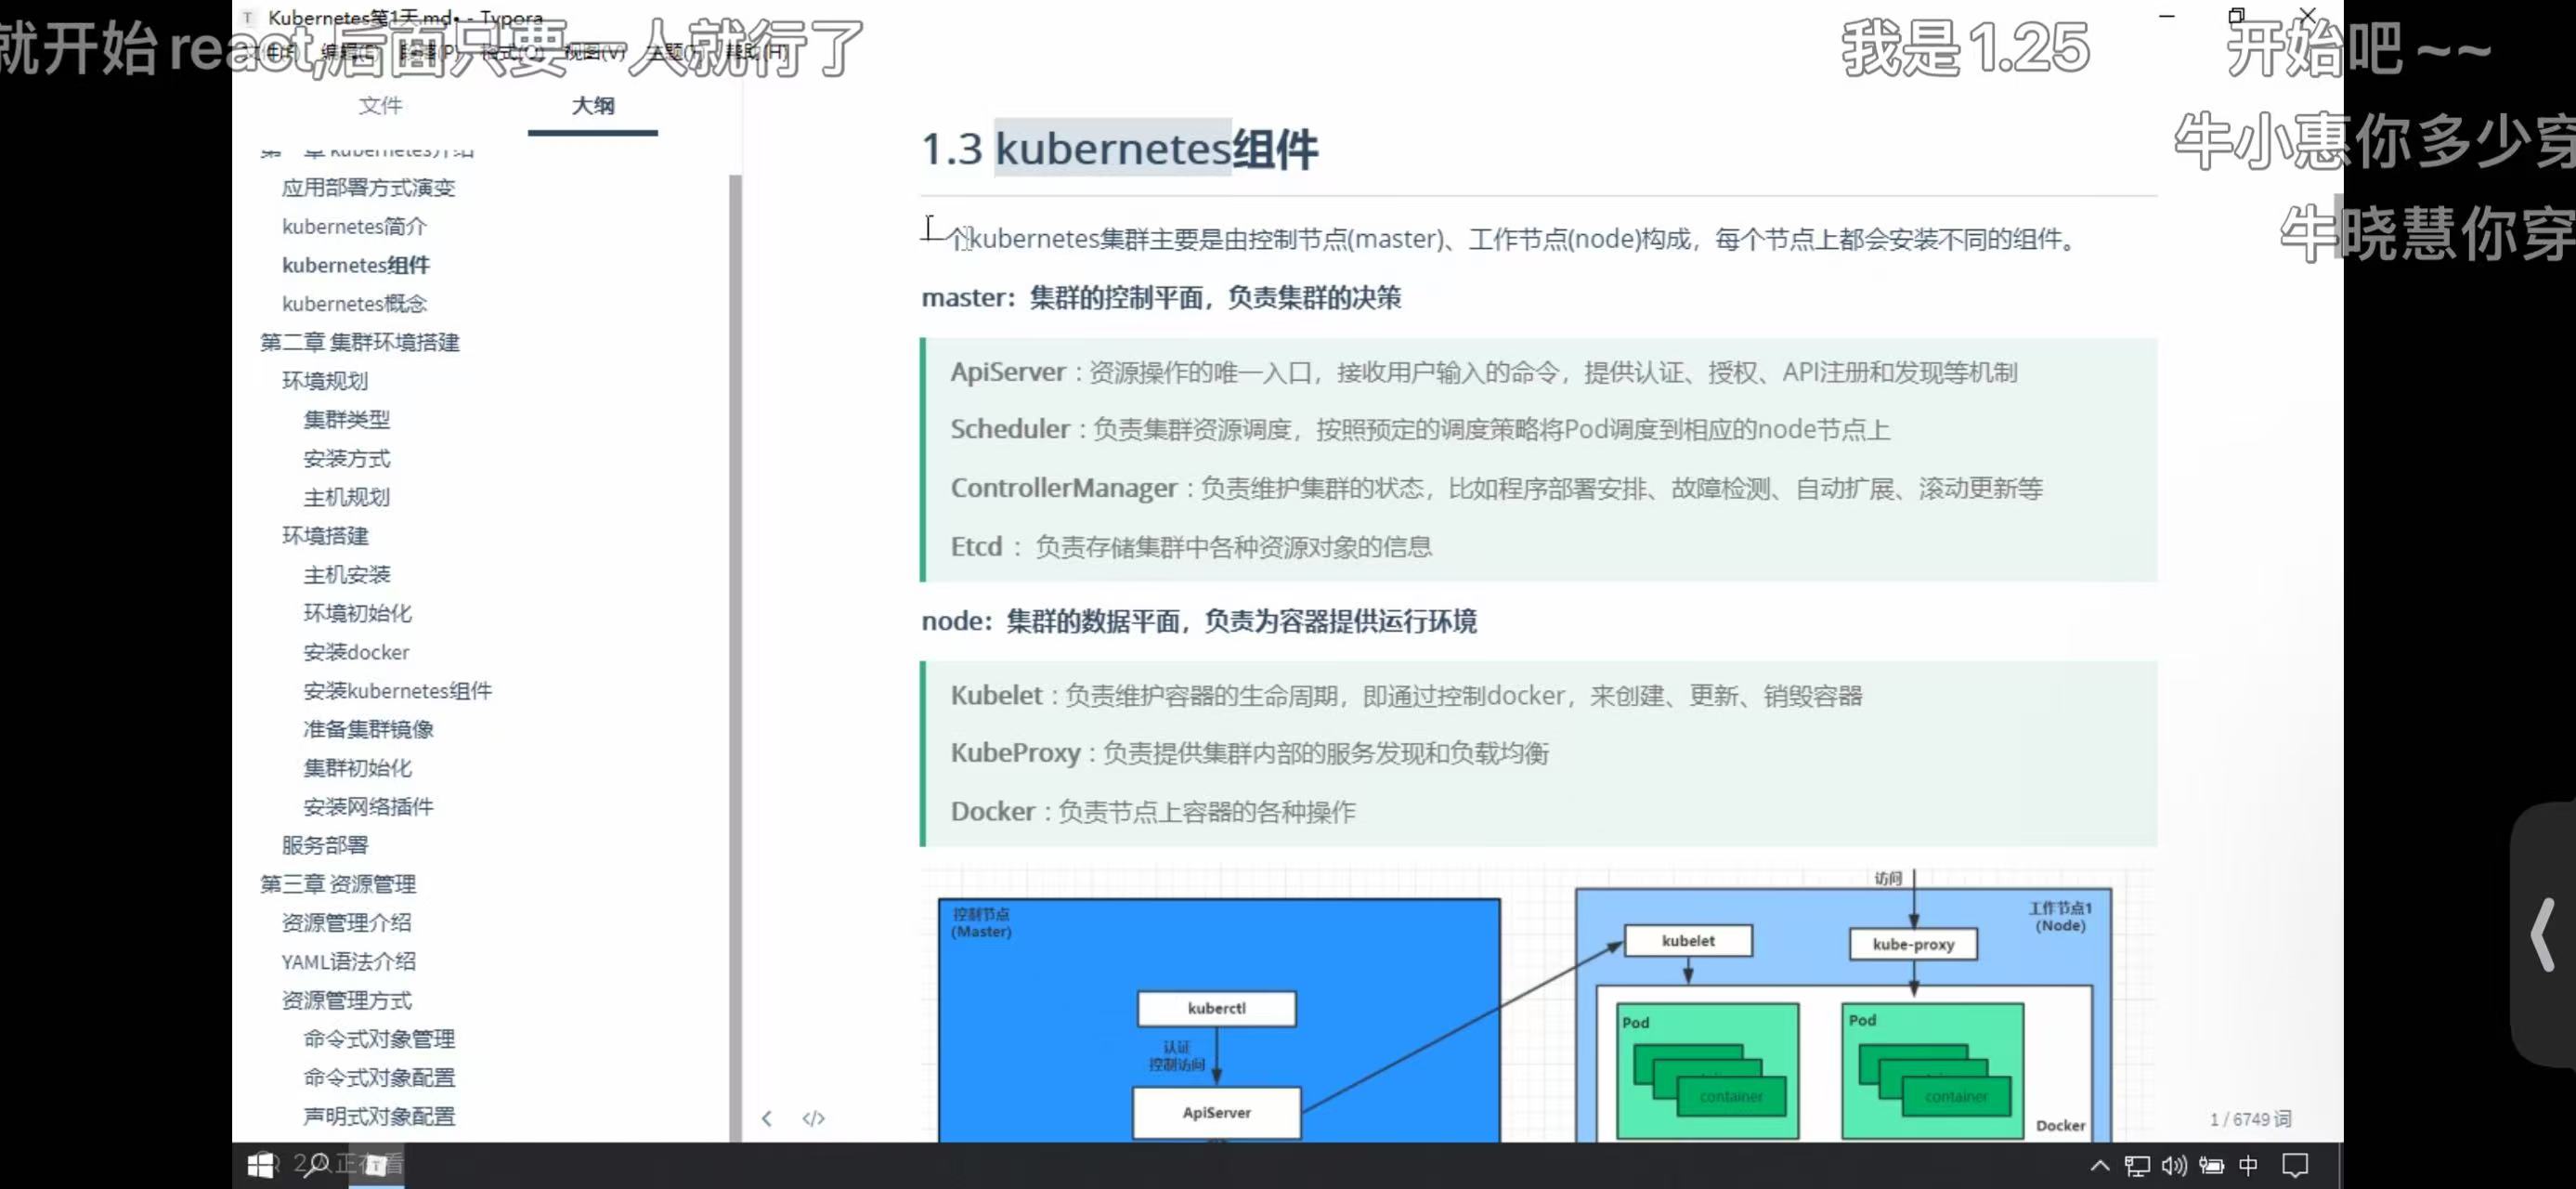 Kubernetes第1天.md• - Typora
就开始react,后面只要一人就行了
我是1.25
开始吧~~
编辑(E) 段落(P) 格式(O) 视图(V) 主题(T) 帮助(H)
牛小惠你多少穿
牛晓慧你穿
文件 大纲
第一章 kubernetes介绍
应用部署方式演变
kubernetes简介
kubernetes组件
kubernetes概念
第二章 集群环境搭建
环境规划
集群类型
安装方式
主机规划
环境搭建
主机安装
环境初始化
安装docker
安装kubernetes组件
准备集群镜像
集群初始化
安装网络插件
服务部署
第三章 资源管理
资源管理介绍
YAML语法介绍
资源管理方式
命令式对象管理
命令式对象配置
声明式对象配置
1.3 kubernetes组件
一个kubernetes集群主要是由控制节点(master)、工作节点(node)构成，每个节点上都会安装不同的组件。
master：集群的控制平面，负责集群的决策
ApiServer : 资源操作的唯一入口，接收用户输入的命令，提供认证、授权、API注册和发现等机制
Scheduler : 负责集群资源调度，按照预定的调度策略将Pod调度到相应的node节点上
ControllerManager : 负责维护集群的状态，比如程序部署安排、故障检测、自动扩展、滚动更新等
Etcd ：负责存储集群中各种资源对象的信息
node：集群的数据平面，负责为容器提供运行环境
Kubelet : 负责维护容器的生命周期，即通过控制docker，来创建、更新、销毁容器
KubeProxy : 负责提供集群内部的服务发现和负载均衡
Docker : 负责节点上容器的各种操作
控制节点
(Master)
kuberctl
认证
控制访问
ApiServer
访问
工作节点1
(Node)
kubelet
kube-proxy
Pod
container
Pod
container
Docker
1 / 6749 词
中